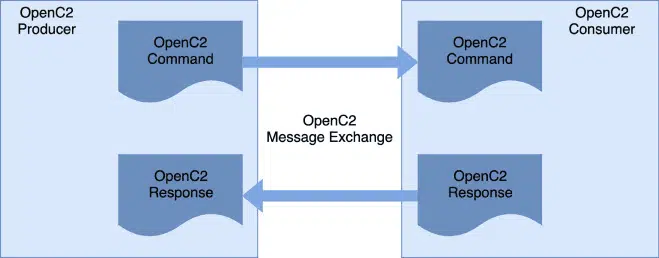 OpenC2
Producer
OpenC2
Command
OpenC2
Command
OpenC2
Consumer
OpenC2
Message Exchange
OpenC2
Response
OpenC2
Response